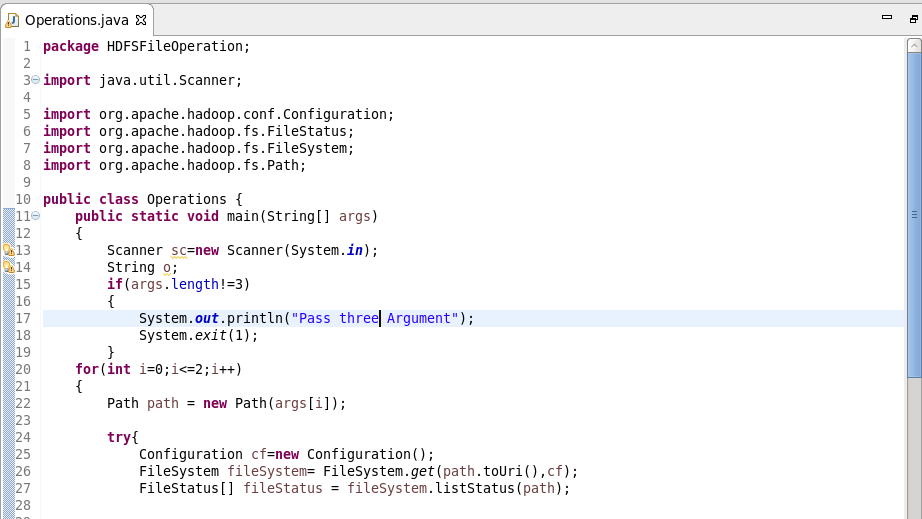 Operations.java
1 package HDFSFileOperation;
2
3 import java.util.Scanner;
4
5 import org.apache.hadoop.conf.Configuration;
6 import org.apache.hadoop.fs.FileStatus;
7 import org.apache.hadoop.fs.FileSystem;
8 import org.apache.hadoop.fs.Path;
9
10 public class Operations {
11     public static void main(String[] args)
12     {
13         Scanner sc=new Scanner(System.in);
14         String o;
15         if(args.length!=3)
16         {
17             System.out.println("Pass three Argument");
18             System.exit(1);
19         }
20     for(int i=0;i<=2;i++)
21     {
22         Path path = new Path(args[i]);
23
24         try{
25             Configuration cf=new Configuration();
26             FileSystem fileSystem= FileSystem.get(path.toUri(),cf);
27             FileStatus[] fileStatus = fileSystem.listStatus(path);
28